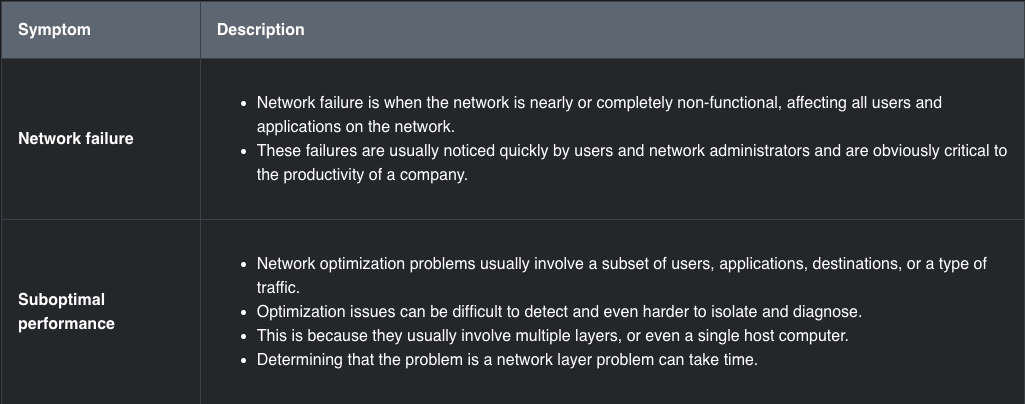 Symptom
Description
Network failure
• Network failure is when the network is nearly or completely non-functional, affecting all users and
applications on the network.
• These failures are usually noticed quickly by users and network administrators and are obviously critical to
the productivity of a company.
Suboptimal
performance
• Network optimization problems usually involve a subset of users, applications, destinations, or a type of
traffic.
• Optimization issues can be difficult to detect and even harder to isolate and diagnose.
• This is because they usually involve multiple layers, or even a single host computer.
• Determining that the problem is a network layer problem can take time.